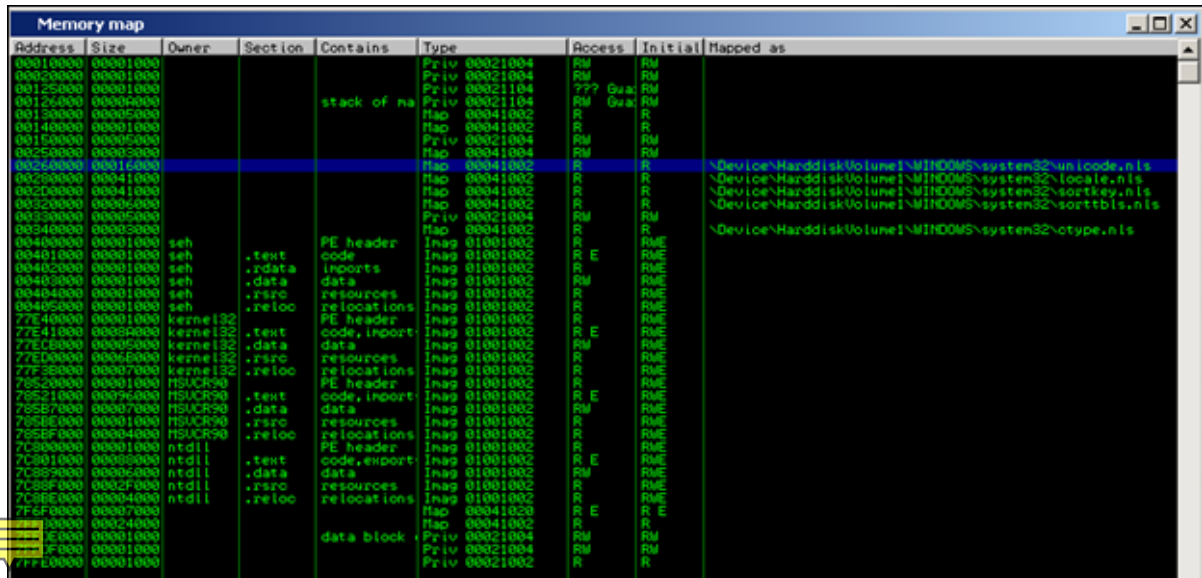 Memory map
Address Size Owner Section Contains Type Access Initial Mapped as
00010000 00001000 Priv 00021004 RW RW
00020000 00001000 Priv 00021004 RW RW
00125000 00001000 Priv 00021104 ??? Gua RW
00126000 0000A000 stack of ma Priv 00021104 RW Gua RW
00130000 00005000 Map 00041002 R R
00140000 00001000 Map 00041002 R R
00150000 00005000 Priv 00021004 RW RW
00250000 00003000 Map 00041004 RW RW
00260000 00016000 Map 00041002 R R \Device\HarddiskVolume1\WINDOWS\system32\unicode.nls
00280000 00041000 Map 00041002 R R \Device\HarddiskVolume1\WINDOWS\system32\locale.nls
002D0000 00041000 Map 00041002 R R \Device\HarddiskVolume1\WINDOWS\system32\sortkey.nls
00320000 00006000 Map 00041002 R R \Device\HarddiskVolume1\WINDOWS\system32\sorttbls.nls
00330000 00005000 Priv 00021004 RW RW
00340000 00003000 Map 00041002 R R \Device\HarddiskVolume1\WINDOWS\system32\ctype.nls
00400000 00001000 seh PE header Imag 01001002 R RWE
00401000 00001000 seh .text code Imag 01001002 R E RWE
00402000 00001000 seh .rdata imports Imag 01001002 R RWE
00403000 00001000 seh .data data Imag 01001002 RW RWE
00404000 00001000 seh .rsrc resources Imag 01001002 R RWE
00405000 00001000 seh .reloc relocations Imag 01001002 R RWE
77E40000 00001000 kernel32 PE header Imag 01001002 R RWE
77E41000 0008A000 kernel32 .text code,import Imag 01001002 R E RWE
77ECB000 00005000 kernel32 .data data Imag 01001002 RW RWE
77ED0000 0006B000 kernel32 .rsrc resources Imag 01001002 R RWE
77F3B000 00007000 kernel32 .reloc relocations Imag 01001002 R RWE
78520000 00001000 MSVCR90 PE header Imag 01001002 R RWE
78521000 00096000 MSVCR90 .text code,import Imag 01001002 R E RWE
785B7000 00007000 MSVCR90 .data data Imag 01001002 RW RWE
785BE000 00001000 MSVCR90 .rsrc resources Imag 01001002 R RWE
785BF000 00004000 MSVCR90 .reloc relocations Imag 01001002 R RWE
7C800000 00001000 ntdll PE header Imag 01001002 R RWE
7C801000 00088000 ntdll .text code,export Imag 01001002 R E RWE
7C889000 00006000 ntdll .data data Imag 01001002 RW RWE
7C88F000 0002F000 ntdll .rsrc resources Imag 01001002 R RWE
7C8BE000 00004000 ntdll .reloc relocations Imag 01001002 R RWE
7F6F0000 00007000 Map 00041020 R E R E
00024000 Map 00041002 R R
00001000 data block Priv 00021004 RW RW
00001000 Priv 00021004 RW RW
7FFE0000 00001000 Priv 00021002 R R